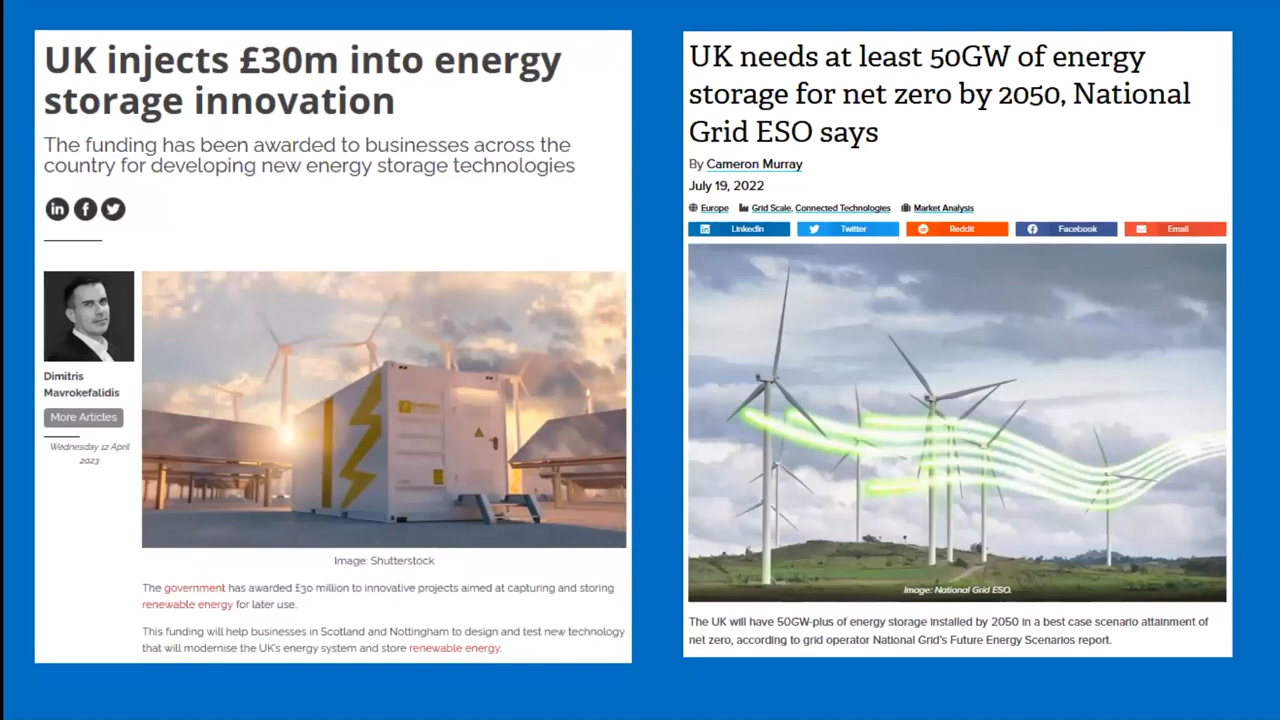 UK injects £30m into energy
storage innovation
The funding has been awarded to businesses across the
country for developing new energy storage technologies
Dimitris
Mavrokefalidis
More Articles
Wednesday 12 April
2023
Image: Shutterstock
The government has awarded £30 million to innovative projects aimed at capturing and storing
renewable energy for later use.
This funding will help businesses in Scotland and Nottingham to design and test new technology
that will modernise the UK's energy system and store renewable energy.
UK needs at least 50GW of energy
storage for net zero by 2050, National
Grid ESO says
By Cameron Murray
July 19, 2022
Europe Grid Scale, Connected Technologies Market Analysis
LinkedIn Twitter Reddit Facebook Email
Image: National Grid ESO.
The UK will have 50GW-plus of energy storage installed by 2050 in a best case scenario attainment of
net zero, according to grid operator National Grid's Future Energy Scenarios report.